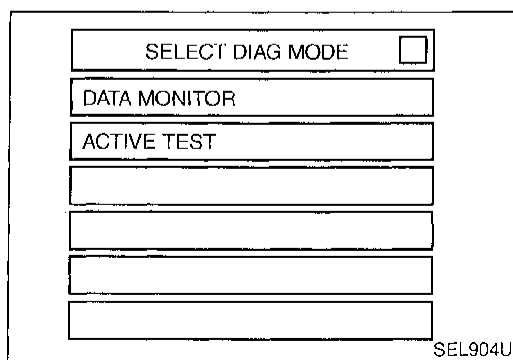 SELECT DIAG MODE
DATA MONITOR
ACTIVE TEST
SEL904U